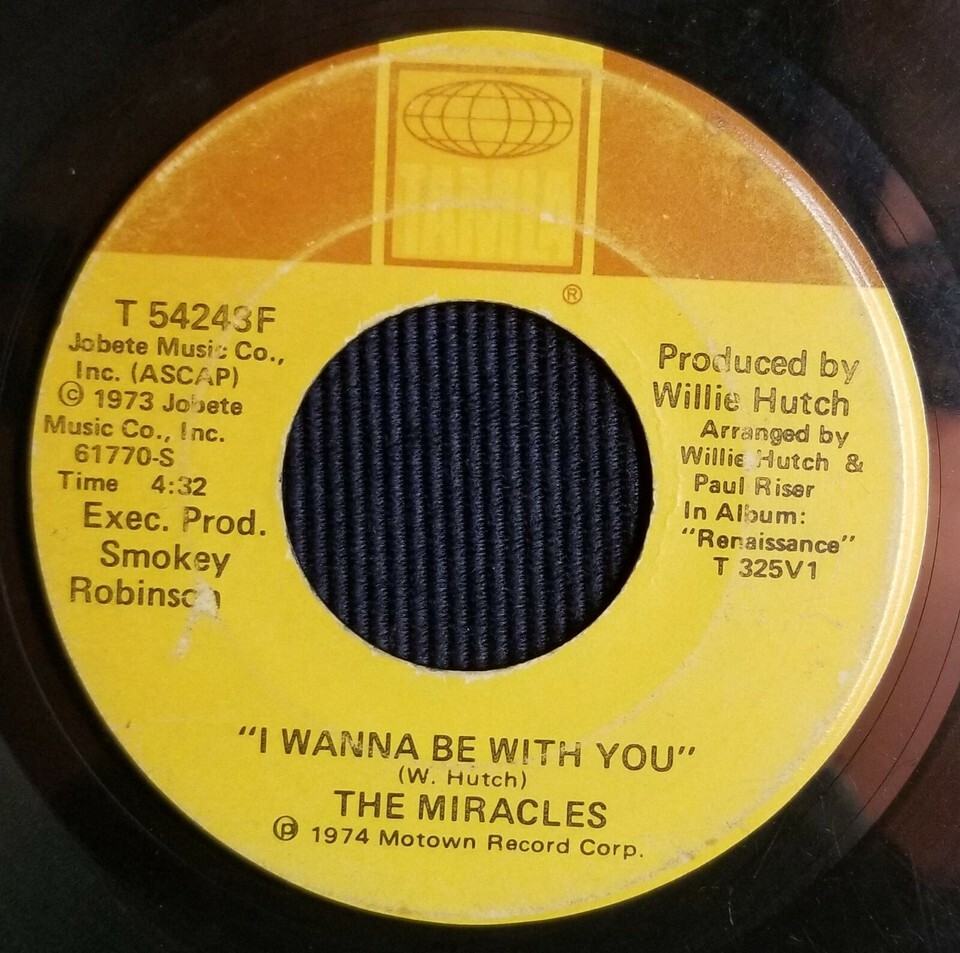 TAMLA
®
T 54248F
Jobete Music Co.,
Inc. (ASCAP)
© 1973 Jobete
Music Co., Inc.
61770-S
Time 4:32
Exec. Prod.
Smokey
Robinson
Produced by
Willie Hutch
Arranged by
Willie Hutch &
Paul Riser
In Album:
"Renaissance"
T 325V1
"I WANNA BE WITH YOU"
(W. Hutch)
THE MIRACLES
℗ 1974 Motown Record Corp.